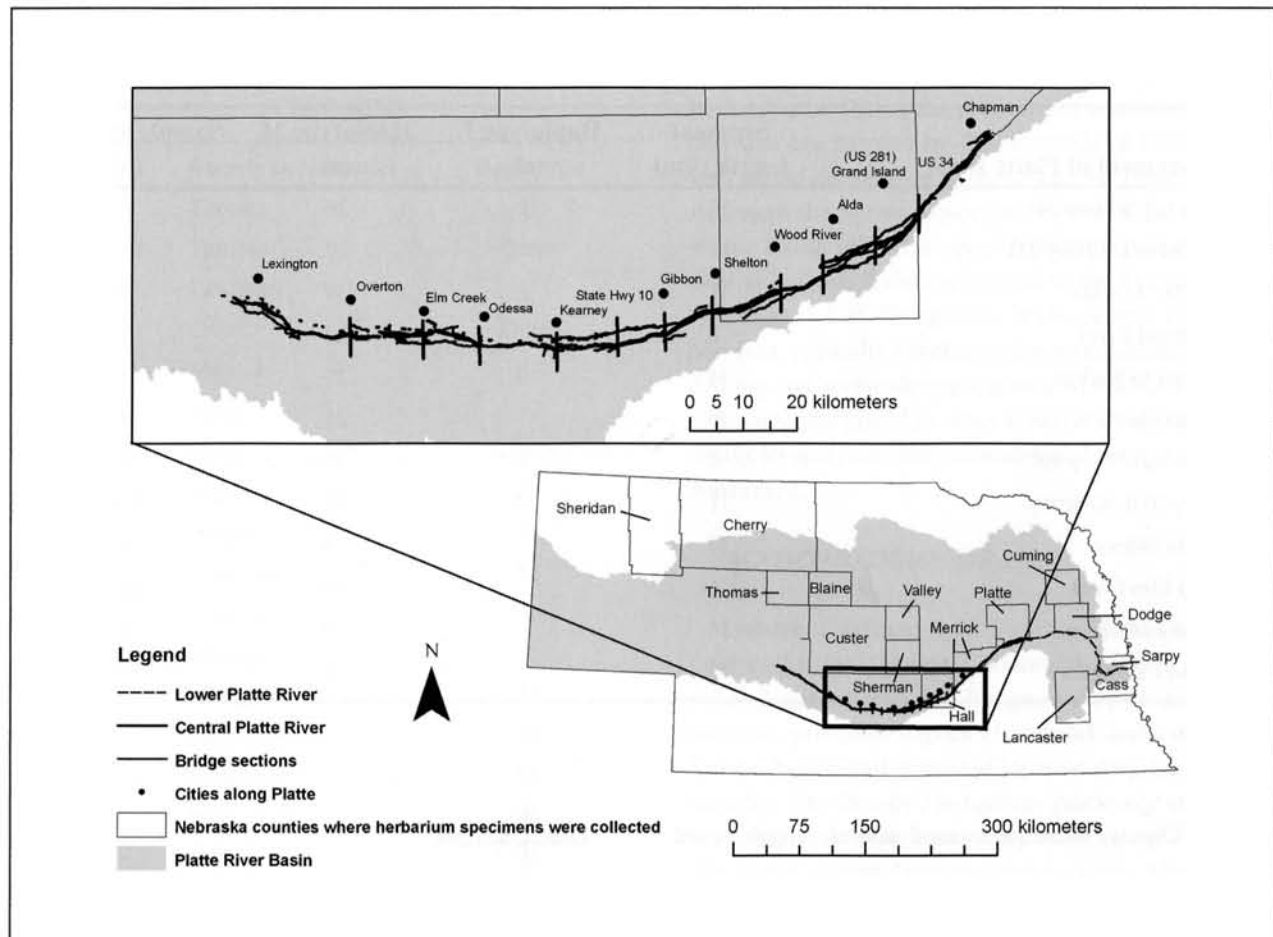 Chapman
(US 281)
Grand Island
US 34
Alda
Wood River
Shelton
Gibbon
State Hwy 10
Kearney
Odessa
Elm Creek
Overton
Lexington
0 5 10 20 kilometers
Sheridan
Cherry
Cuming
Thomas
Blaine
Valley
Platte
Dodge
Custer
Merrick
Sarpy
Sherman
Cass
Hall
Lancaster
N
Legend
Lower Platte River
Central Platte River
Bridge sections
Cities along Platte
Nebraska counties where herbarium specimens were collected
Platte River Basin
0 75 150 300 kilometers